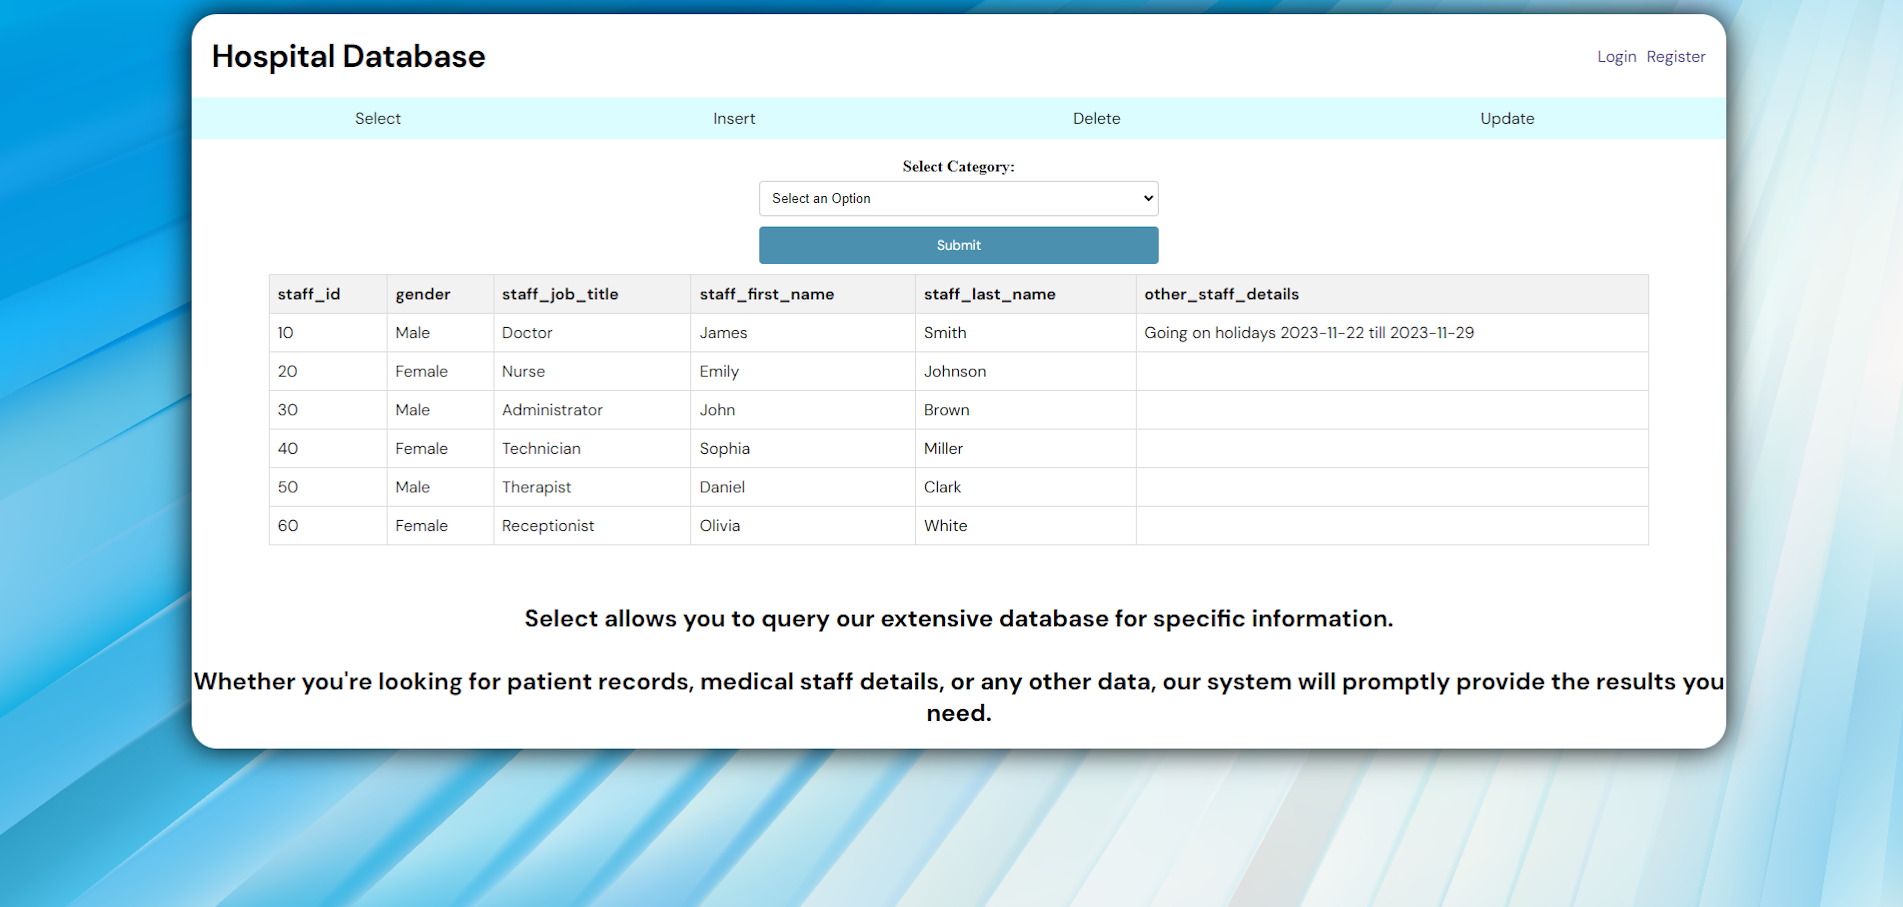 Hospital Database
Login Register
Select Insert Delete Update
Select Category:
Select an Option
Submit
staff_id gender staff_job_title staff_first_name staff_last_name other_staff_details
10 Male Doctor James Smith Going on holidays 2023-11-22 till 2023-11-29
20 Female Nurse Emily Johnson
30 Male Administrator John Brown
40 Female Technician Sophia Miller
50 Male Therapist Daniel Clark
60 Female Receptionist Olivia White
Select allows you to query our extensive database for specific information.
Whether you're looking for patient records, medical staff details, or any other data, our system will promptly provide the results you
need.